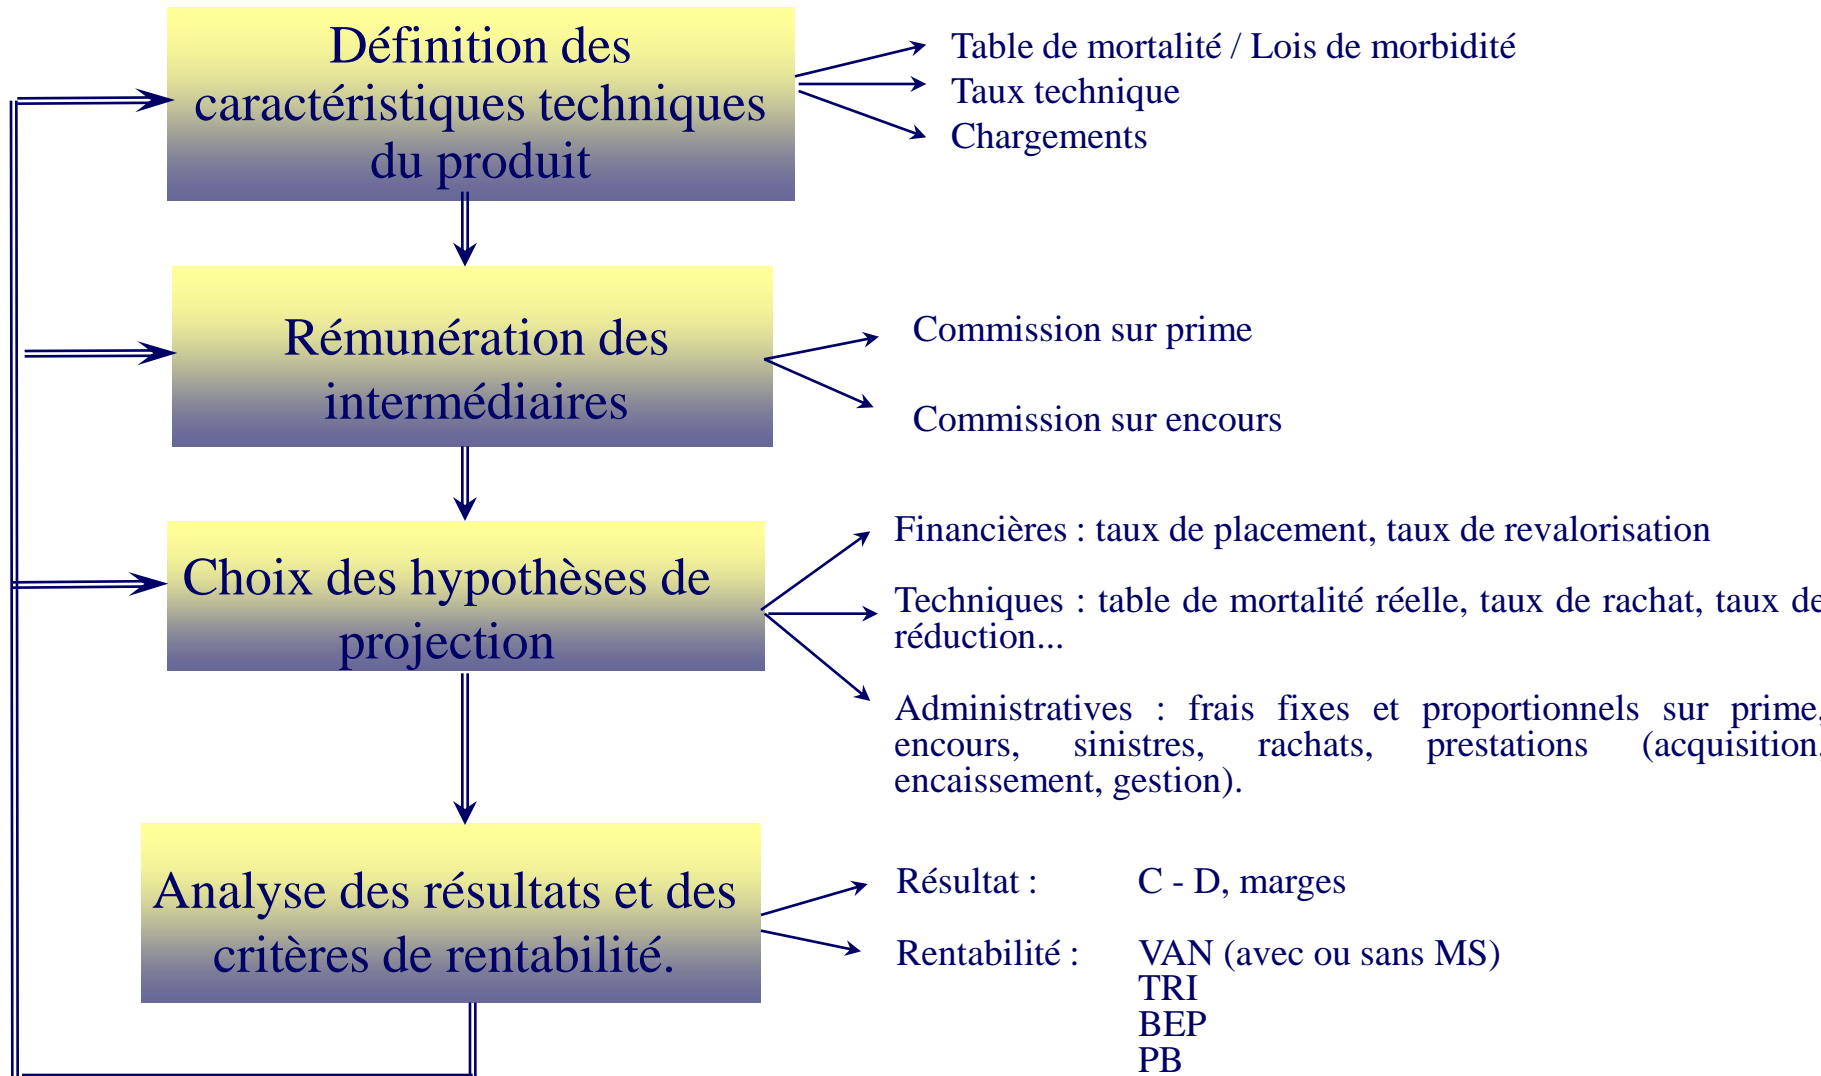 Définition des
caractéristiques techniques
du produit
Table de mortalité / Lois de morbidité
Taux technique
Chargements
Rémunération des
intermédiaires
Commission sur prime
Commission sur encours
Choix des hypothèses de
projection
Financières : taux de placement, taux de revalorisation
Techniques : table de mortalité réelle, taux de rachat, taux de
réduction...
Administratives : frais fixes et proportionnels sur prime,
encours, sinistres, rachats, prestations (acquisition,
encaissement, gestion).
Analyse des résultats et des
critères de rentabilité.
Résultat : C - D, marges
Rentabilité : VAN (avec ou sans MS)
TRI
BEP
PB